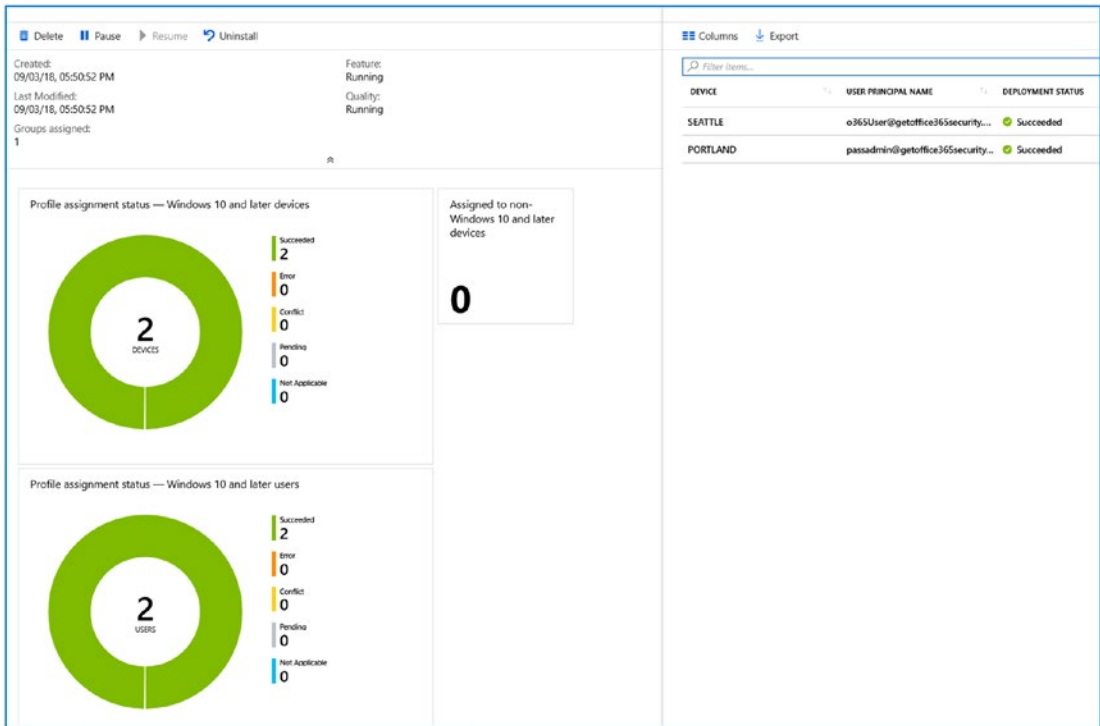 Delete Pause Resume Uninstall
Created:
09/03/18, 05:50:52 PM
Last Modified:
09/03/18, 05:50:52 PM
Groups assigned:
1
Feature:
Running
Quality:
Running
Profile assignment status — Windows 10 and later devices
2
DEVICES
Succeeded
2
Error
0
Conflict
0
Pending
0
Not Applicable
0
Assigned to non-
Windows 10 and later
devices
0
Profile assignment status — Windows 10 and later users
2
USERS
Succeeded
2
Error
0
Conflict
0
Pending
0
Not Applicable
0
Columns Export
Filter items...
DEVICE USER PRINCIPAL NAME DEPLOYMENT STATUS
SEATTLE o365User@getoffice365security.... Succeeded
PORTLAND passadmin@getoffice365security... Succeeded